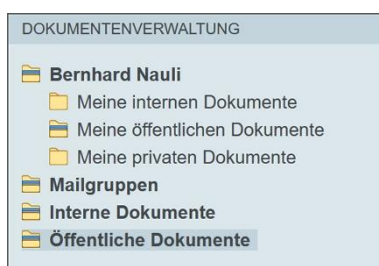 DOKUMENTENVERWALTUNG
Bernhard Nauli
Meine internen Dokumente
Meine öffentlichen Dokumente
Meine privaten Dokumente
Mailgruppen
Interne Dokumente
Öffentliche Dokumente